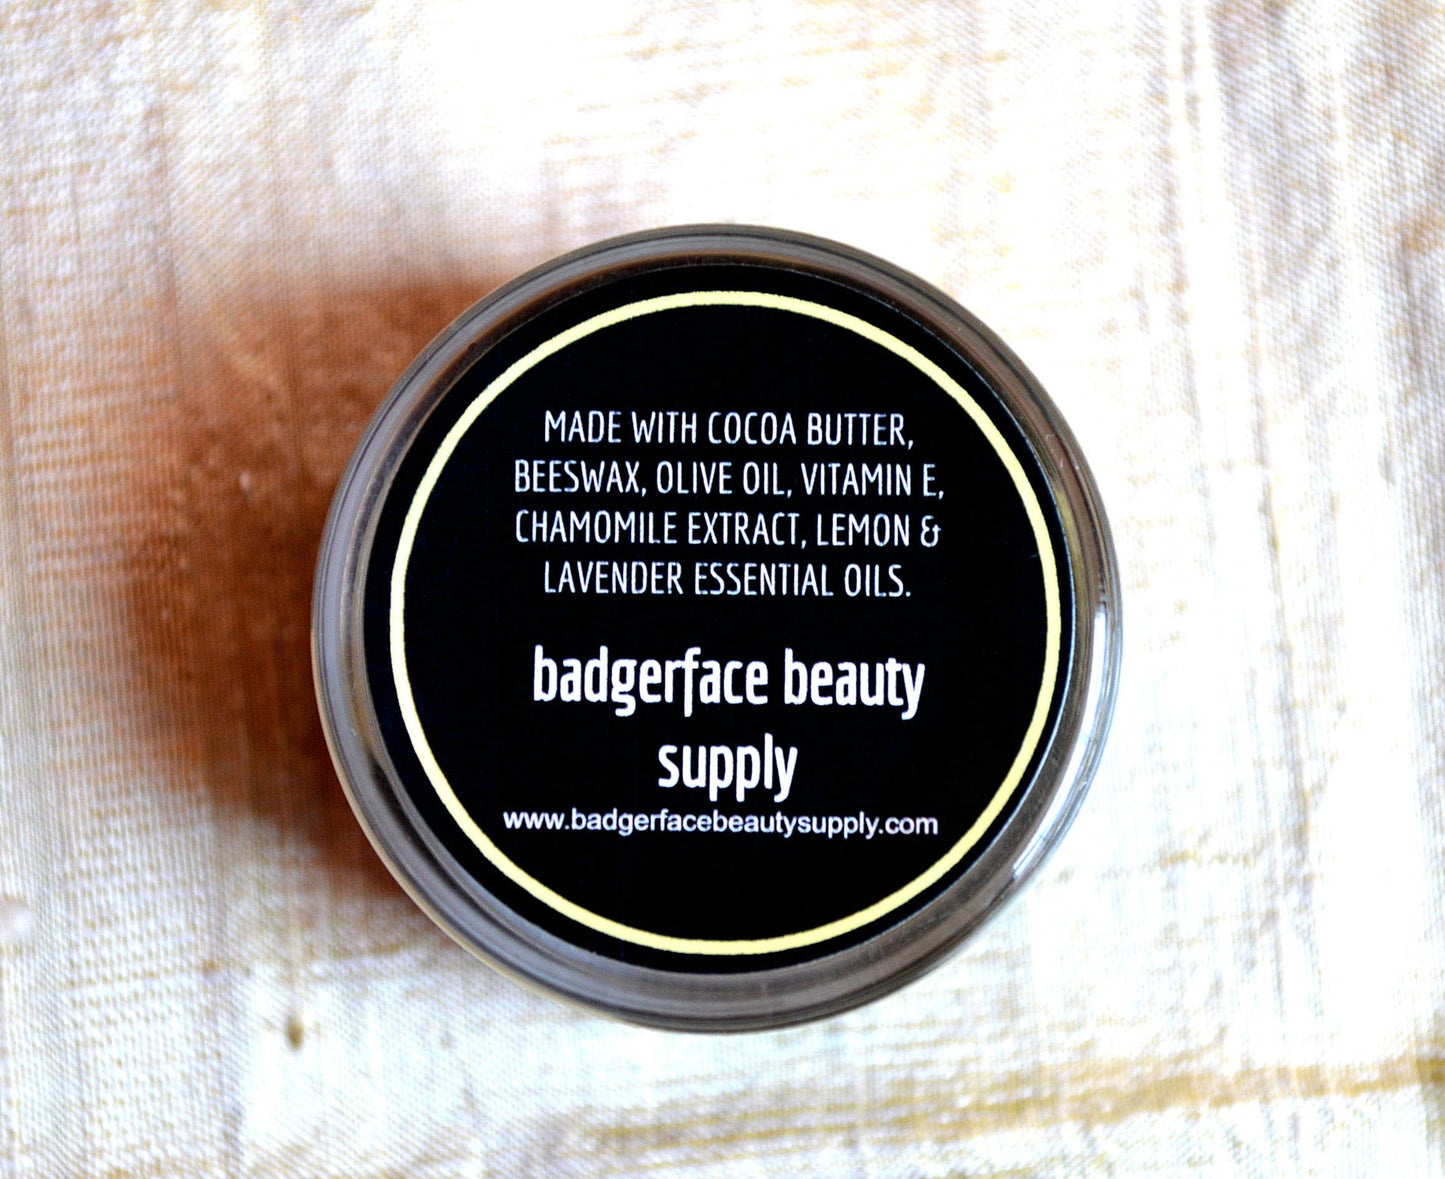 MADE WITH COCOA BUTTER,
BEESWAX, OLIVE OIL, VITAMIN E,
CHAMOMILE EXTRACT, LEMON &
LAVENDER ESSENTIAL OILS.
badgerface beauty
supply
www.badgerfacebeautysupply.com